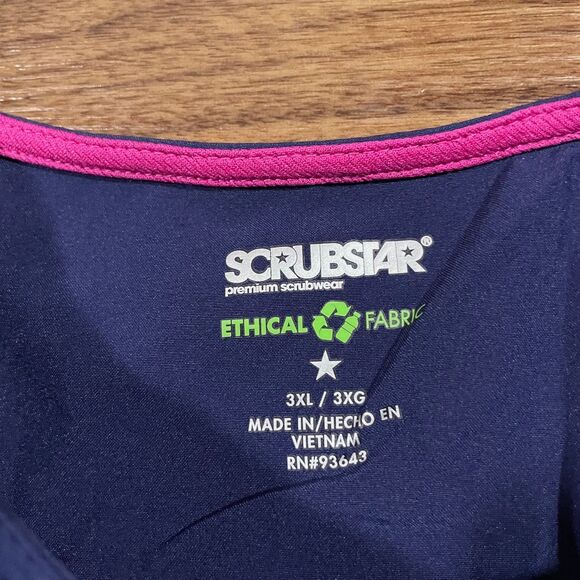 SCRUBSTAR®
premium scrubwear
ETHICAL FABRIC
3XL / 3XG
MADE IN/HECHO EN
VIETNAM
RN#93643